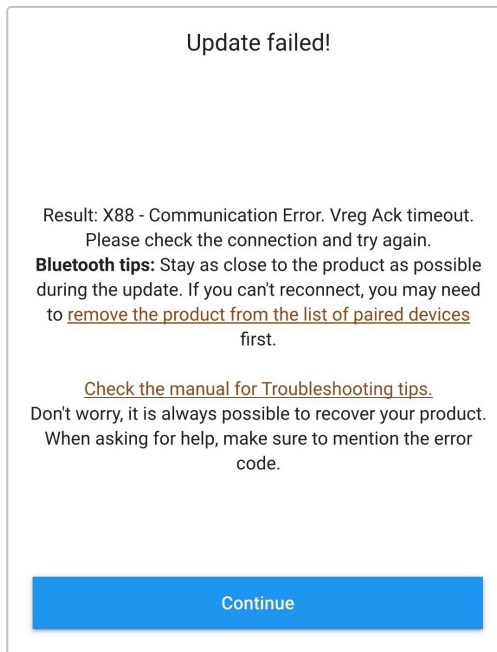 Update failed!
Result: X88 - Communication Error. Vreg Ack timeout.
Please check the connection and try again.
Bluetooth tips: Stay as close to the product as possible
during the update. If you can't reconnect, you may need
to remove the product from the list of paired devices
first.
Check the manual for Troubleshooting tips.
Don't worry, it is always possible to recover your product.
When asking for help, make sure to mention the error
code.
Continue